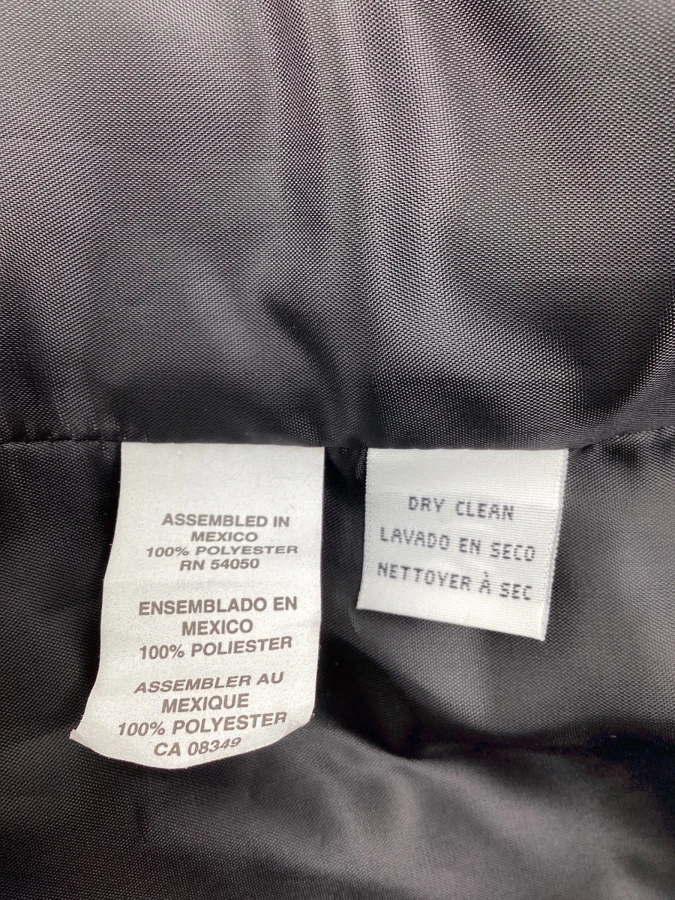 ASSEMBLED IN
MEXICO
100% POLYESTER
RN 54050
ENSEMBLADO EN
MEXICO
100% POLIESTER
ASSEMBLER AU
MEXIQUE
100% POLYESTER
CA 08349
DRY CLEAN
LAVADO EN SECO
NETTOYER À SEC